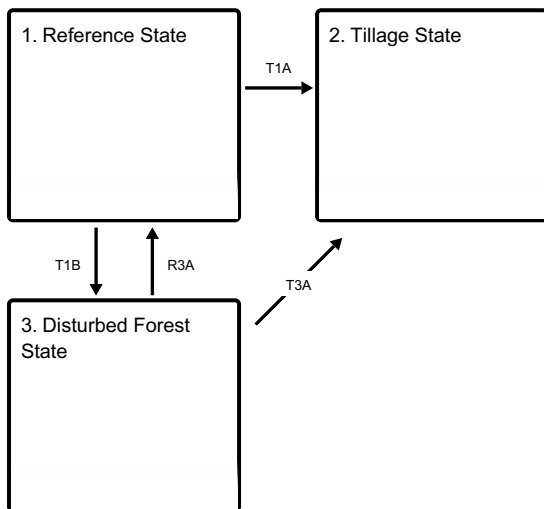 1. Reference State
2. Tillage State
T1A
T1B
R3A
T3A
3. Disturbed Forest
State